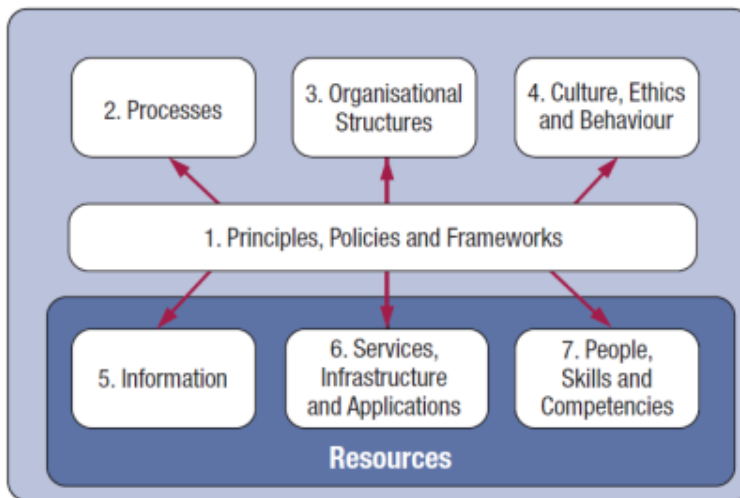 2. Processes
3. Organisational
Structures
4. Culture, Ethics
and Behaviour
1. Principles, Policies and Frameworks
5. Information
6. Services,
Infrastructure
and Applications
7. People,
Skills and
Competencies
Resources